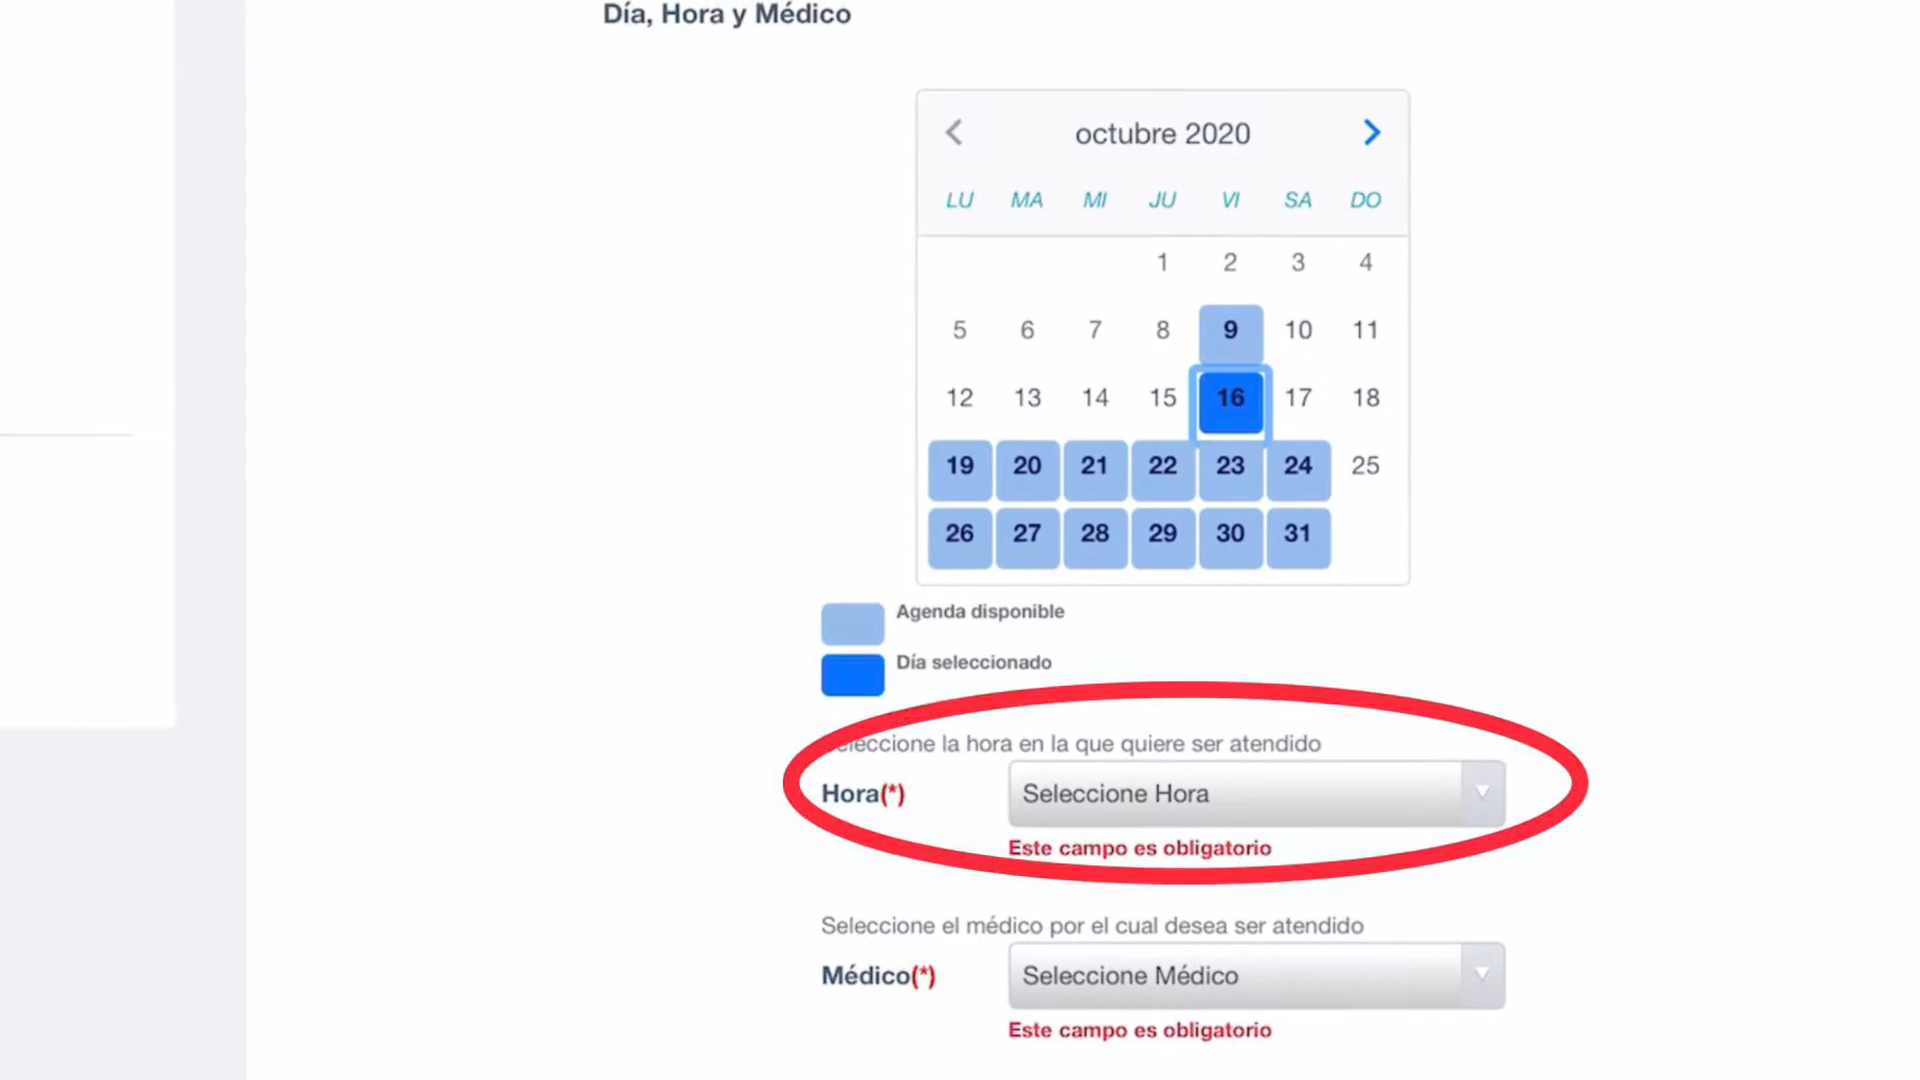 Día, Hora y Médico
octubre 2020
LU MA MI JU VI SA DO
1 2 3 4
5 6 7 8 9 10 11
12 13 14 15 16 17 18
19 20 21 22 23 24 25
26 27 28 29 30 31
Agenda disponible
Día seleccionado
Seleccione la hora en la que quiere ser atendido
Hora(*) Seleccione Hora
Este campo es obligatorio
Seleccione el médico por el cual desea ser atendido
Médico(*) Seleccione Médico
Este campo es obligatorio